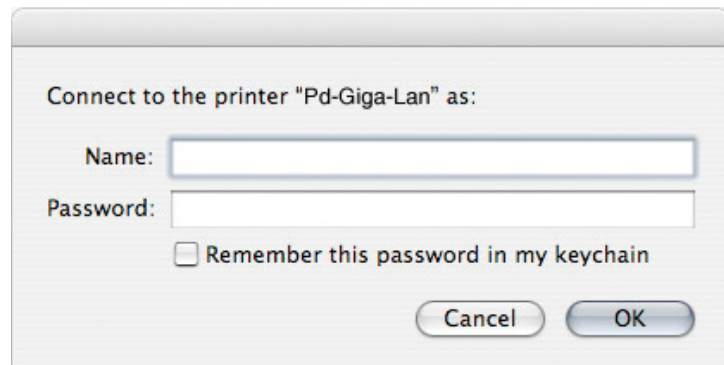 Connect to the printer “Pd-Giga-Lan” as:
Name:
Password:
Remember this password in my keychain
Cancel OK